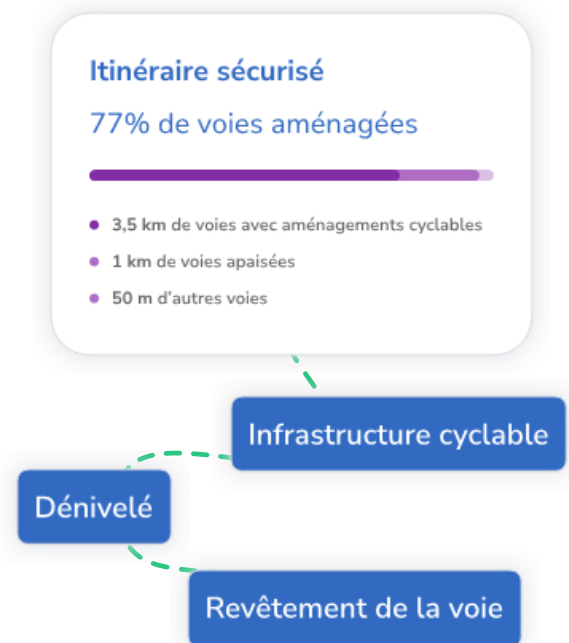 Itinéraire sécurisé
77% de voies aménagées
3,5 km de voies avec aménagements cyclables
1 km de voies apaisées
50 m d'autres voies
Infrastructure cyclable
Dénivelé
Revêtement de la voie